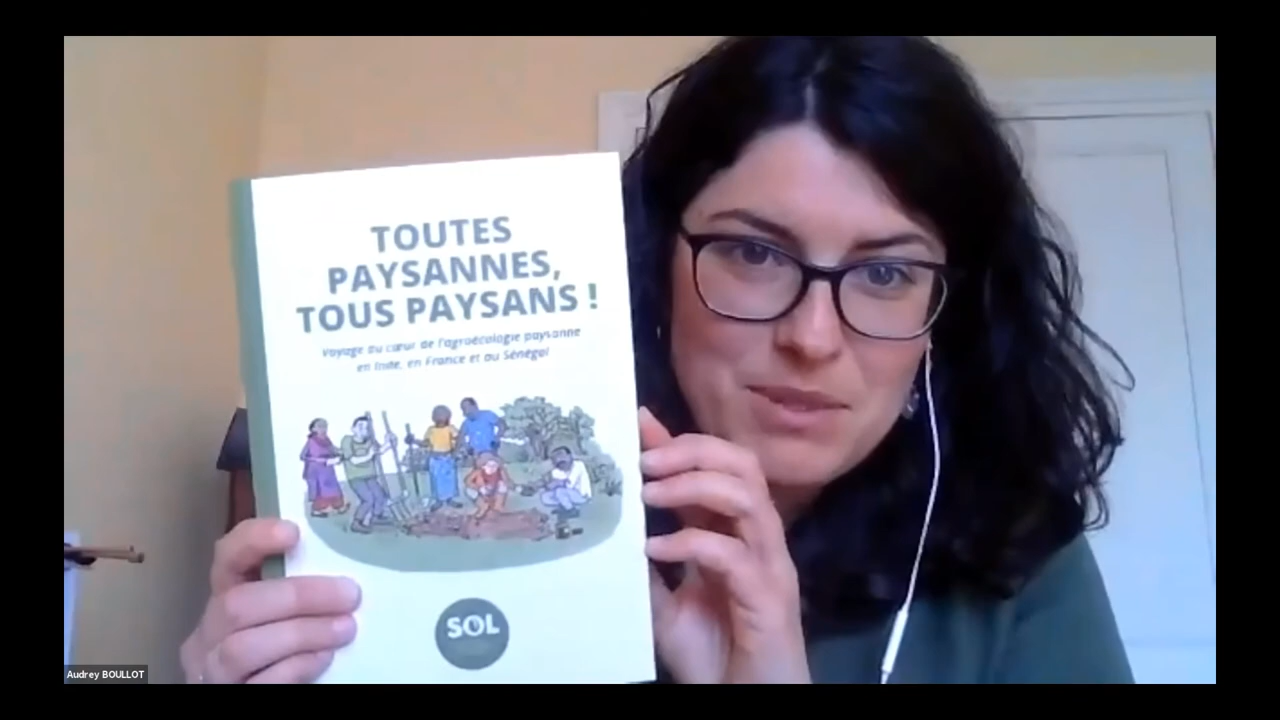 TOUTES
PAYSANNES,
TOUS PAYSANS !
Voyage au cœur de l'agroécologie paysanne
en Inde, en France et au Sénégal
SOL
Audrey BOULLOT